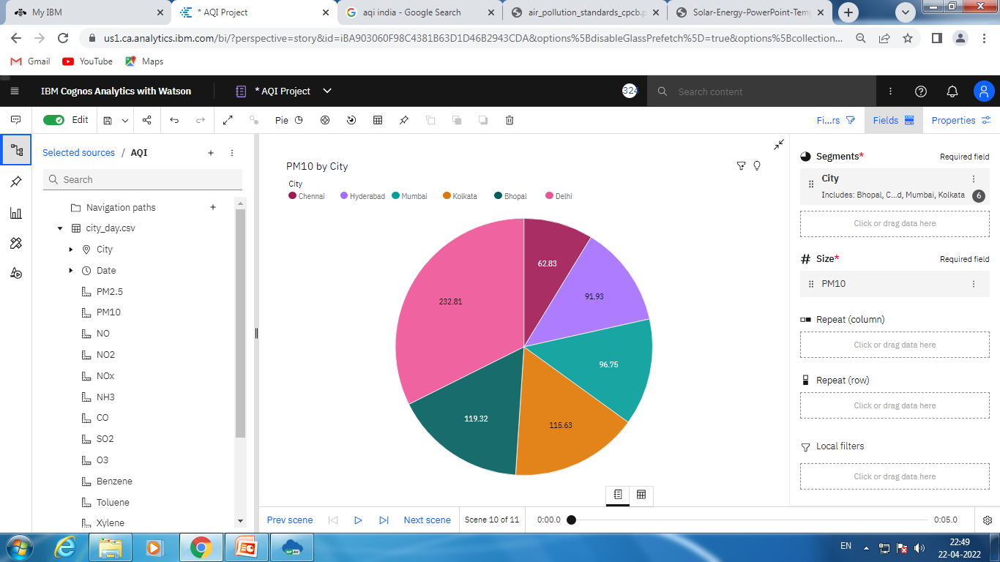 My IBM
* AQI Project
aqi india - Google Search
air_pollution_standards_cpcb.p
Solar-Energy-PowerPoint-Temp
us1.ca.analytics.ibm.com/bi/?perspective=story&id=iBA903060F98C4381B63D1D46B2943CDA&options%5BdisableGlassPrefetch%5D=true&options%5Bcollection...
Gmail
YouTube
Maps
IBM Cognos Analytics with Watson
* AQI Project
324
Search content
Edit
Pie
Fi...rs
Fields
Properties
Selected sources / AQI
Search
Navigation paths
city_day.csv
City
Date
PM2.5
PM10
NO
NO2
NOx
NH3
CO
SO2
O3
Benzene
Toluene
Xylene
PM10 by City
City
Chennai
Hyderabad
Mumbai
Kolkata
Bhopal
Delhi
62.83
91.93
96.75
115.63
119.32
232.81
Segments*
Required field
City
Includes: Bhopal, C...d, Mumbai, Kolkata
6
Click or drag data here
# Size*
Required field
PM10
Repeat (column)
Click or drag data here
Repeat (row)
Click or drag data here
Local filters
Click or drag data here
Prev scene
Next scene
Scene 10 of 11
0:00.0
0:05.0
EN
22:49
22-04-2022